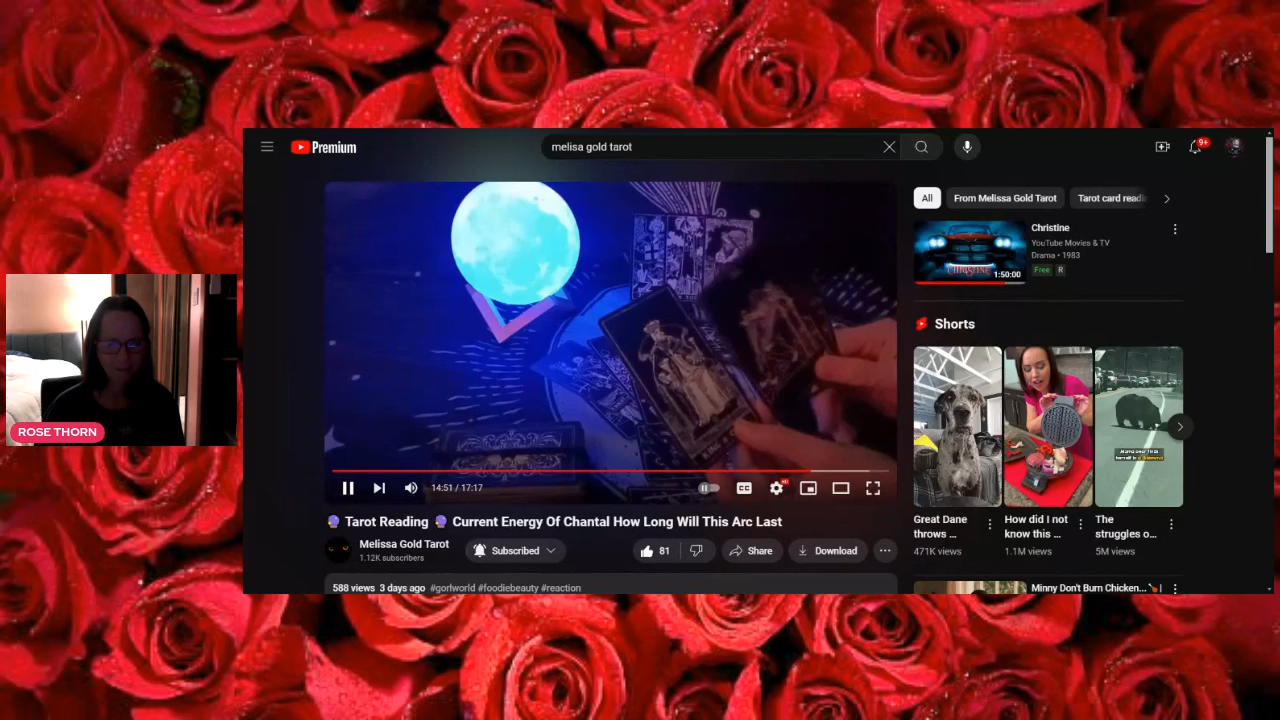 Premium
melisa gold tarot
9+
All
From Melissa Gold Tarot
Tarot card readi
Christine
YouTube Movies & TV
Drama • 1983
Free
R
CHRISTINE
1:50:00
Shorts
ROSE THORN
14:51 / 17:17
CC
Tarot Reading
Current Energy Of Chantal How Long Will This Arc Last
Great Dane throws ...
471K views
How did I not know this ...
1.1M views
The struggles o...
5M views
Melissa Gold Tarot
1.12K subscribers
Subscribed
81
Share
Download
588 views 3 days ago #gorlworld #foodiebeauty #reaction
Minny Don't Burn Chicken...